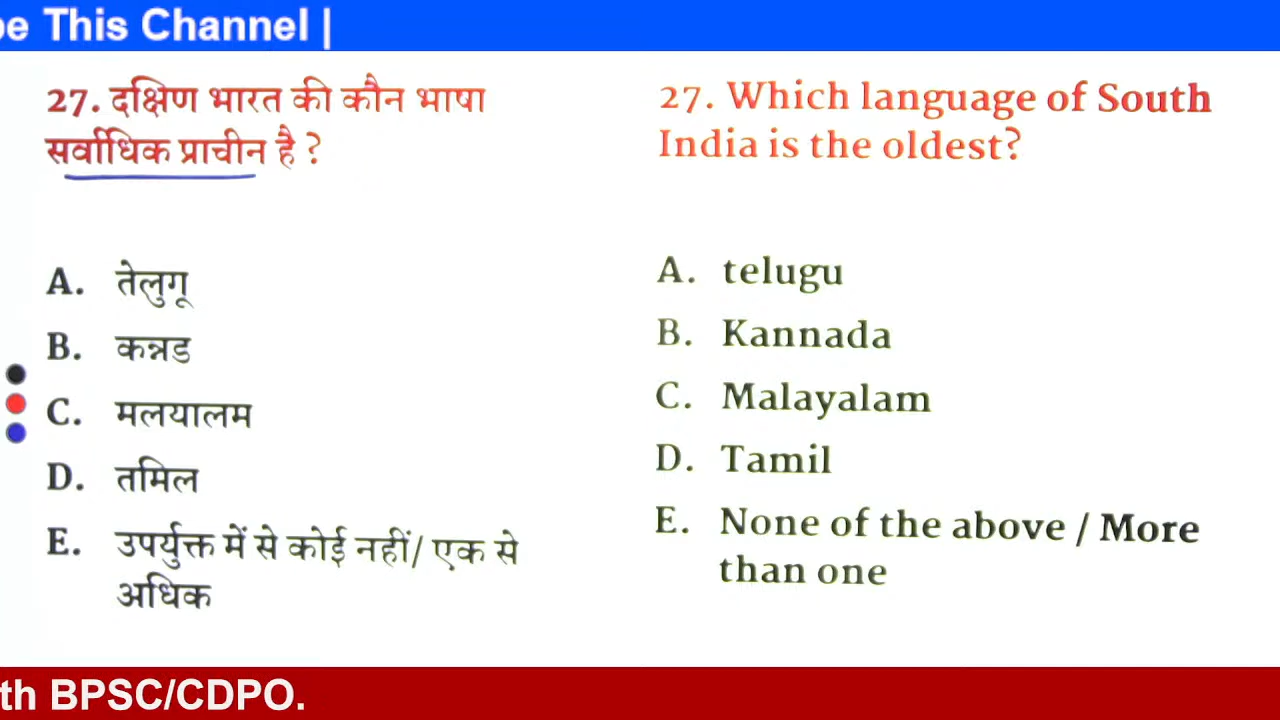 be This Channel |
27. दक्षिण भारत की कौन भाषा
सर्वाधिक प्राचीन है ?
A. तेलुगू
B. कन्नड
C. मलयालम
D. तमिल
E. उपर्युक्त में से कोई नहीं/ एक से
अधिक
27. Which language of South
India is the oldest?
A. telugu
B. Kannada
C. Malayalam
D. Tamil
E. None of the above / More
than one
th BPSC/CDPO.